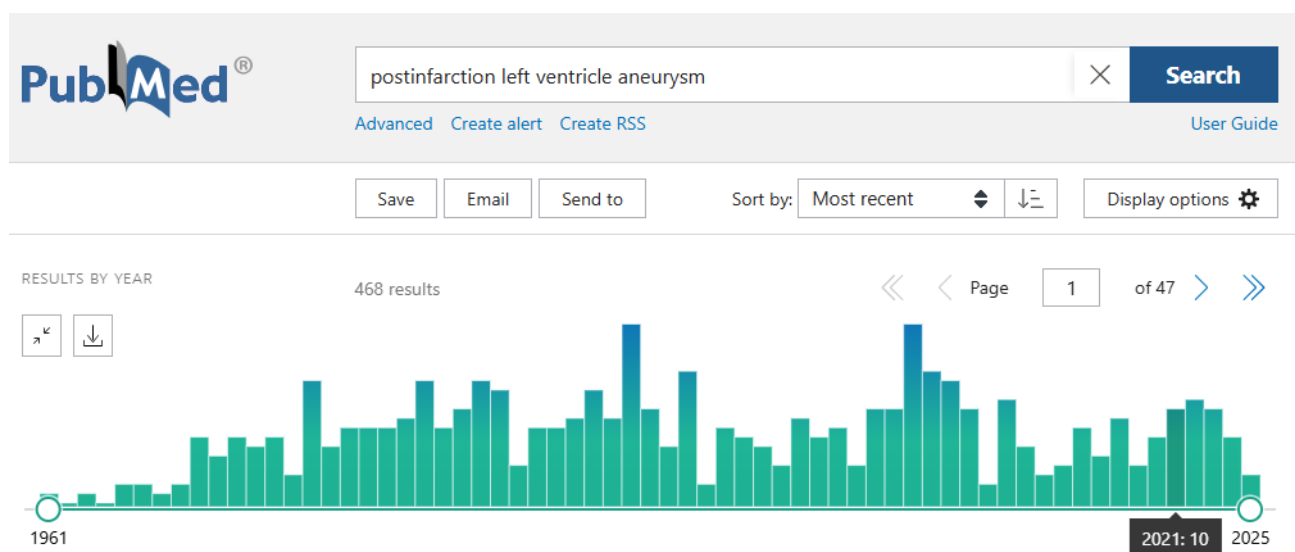 PubMed®
postinfarction left ventricle aneurysm
Search
Advanced Create alert Create RSS
User Guide
Save Email Send to
Sort by: Most recent
Display options
RESULTS BY YEAR
468 results
Page 1 of 47
1961
2021: 10
2025